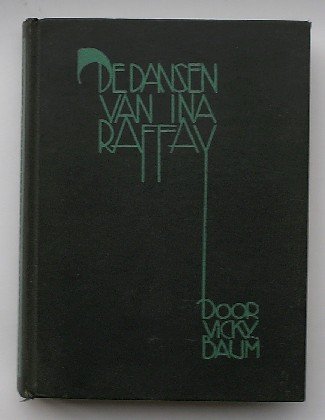 DE DANSEN
VAN INA
RAFFAY
DOOR
VICKY
BAUM